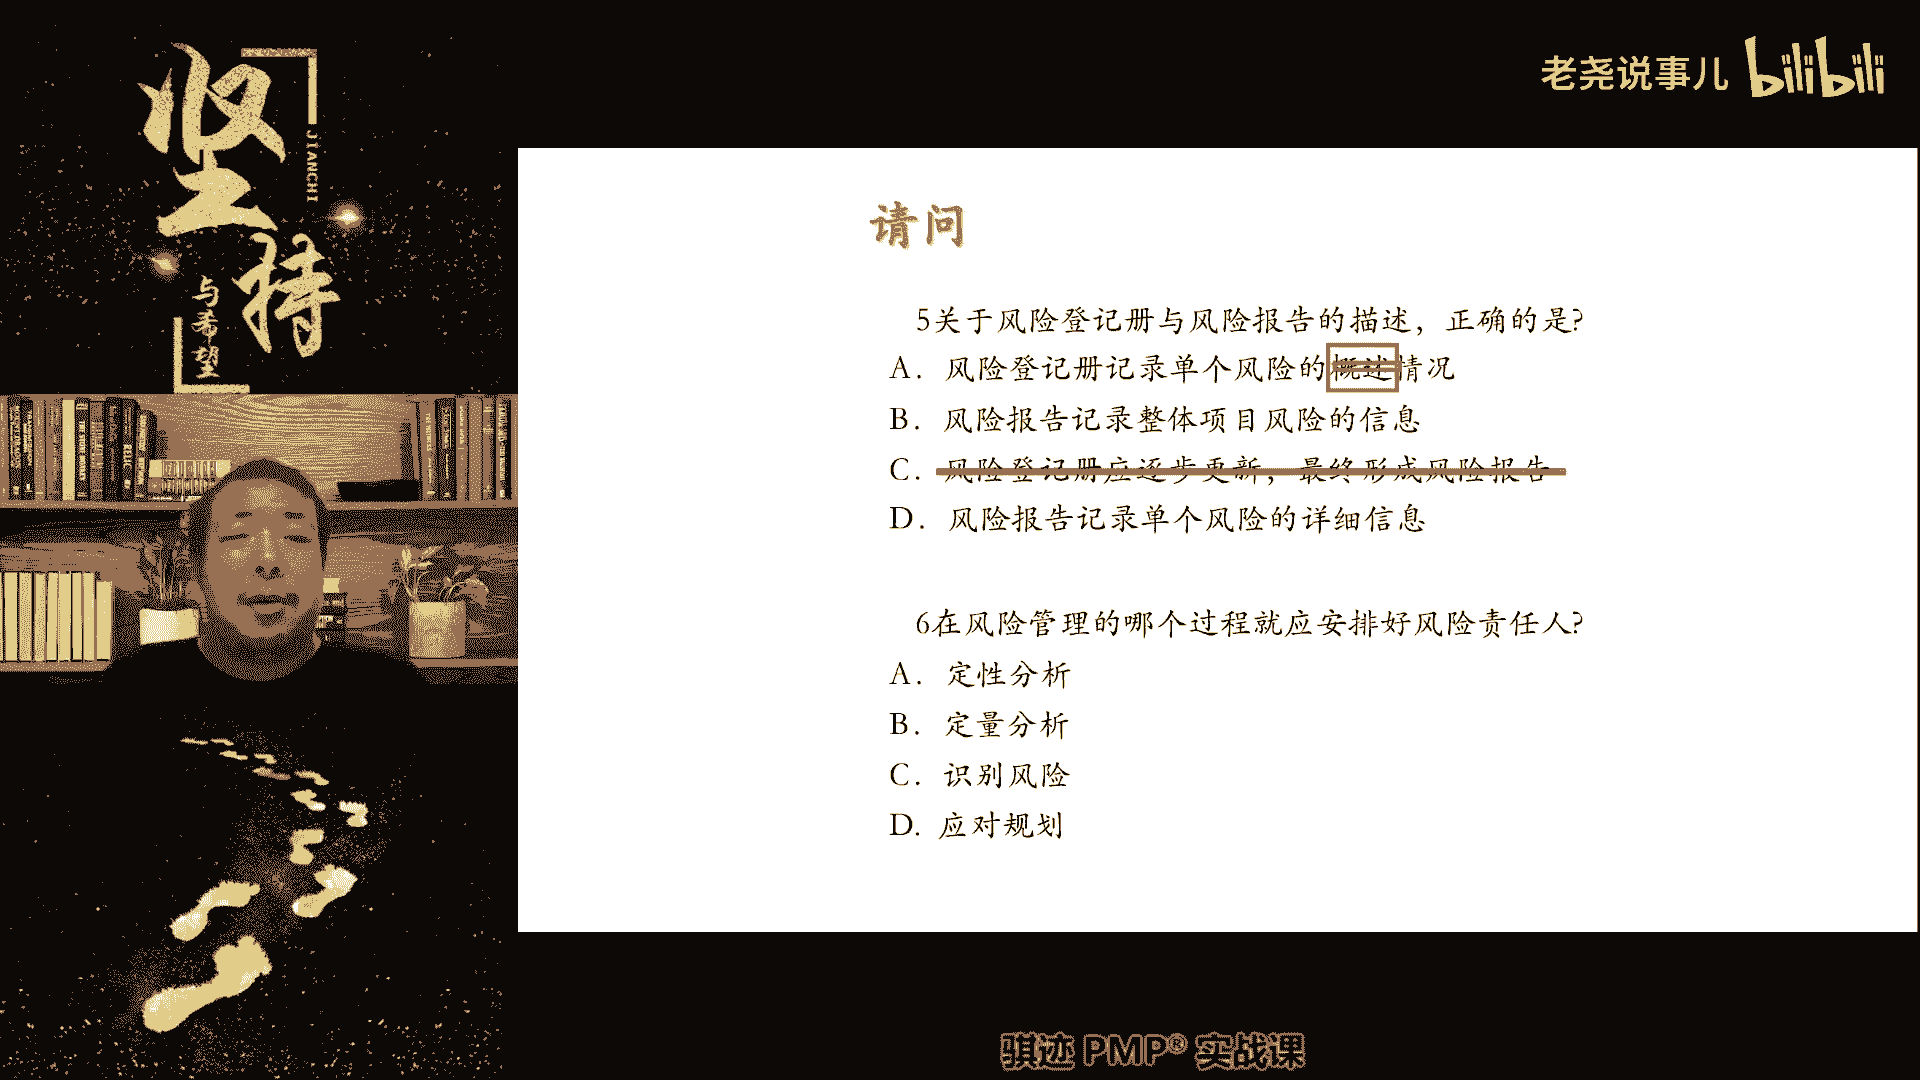 坚持
JIANCHI
与希望
老尧说事儿 bilibili
请问
5关于风险登记册与风险报告的描述，正确的是?
A. 风险登记册记录单个风险的概述情况
B. 风险报告记录整体项目风险的信息
C. 风险登记册应逐步更新，最终形成风险报告
D. 风险报告记录单个风险的详细信息
6在风险管理的哪个过程就应安排好风险责任人?
A. 定性分析
B. 定量分析
C. 识别风险
D. 应对规划
骐迹 PMP® 实战课